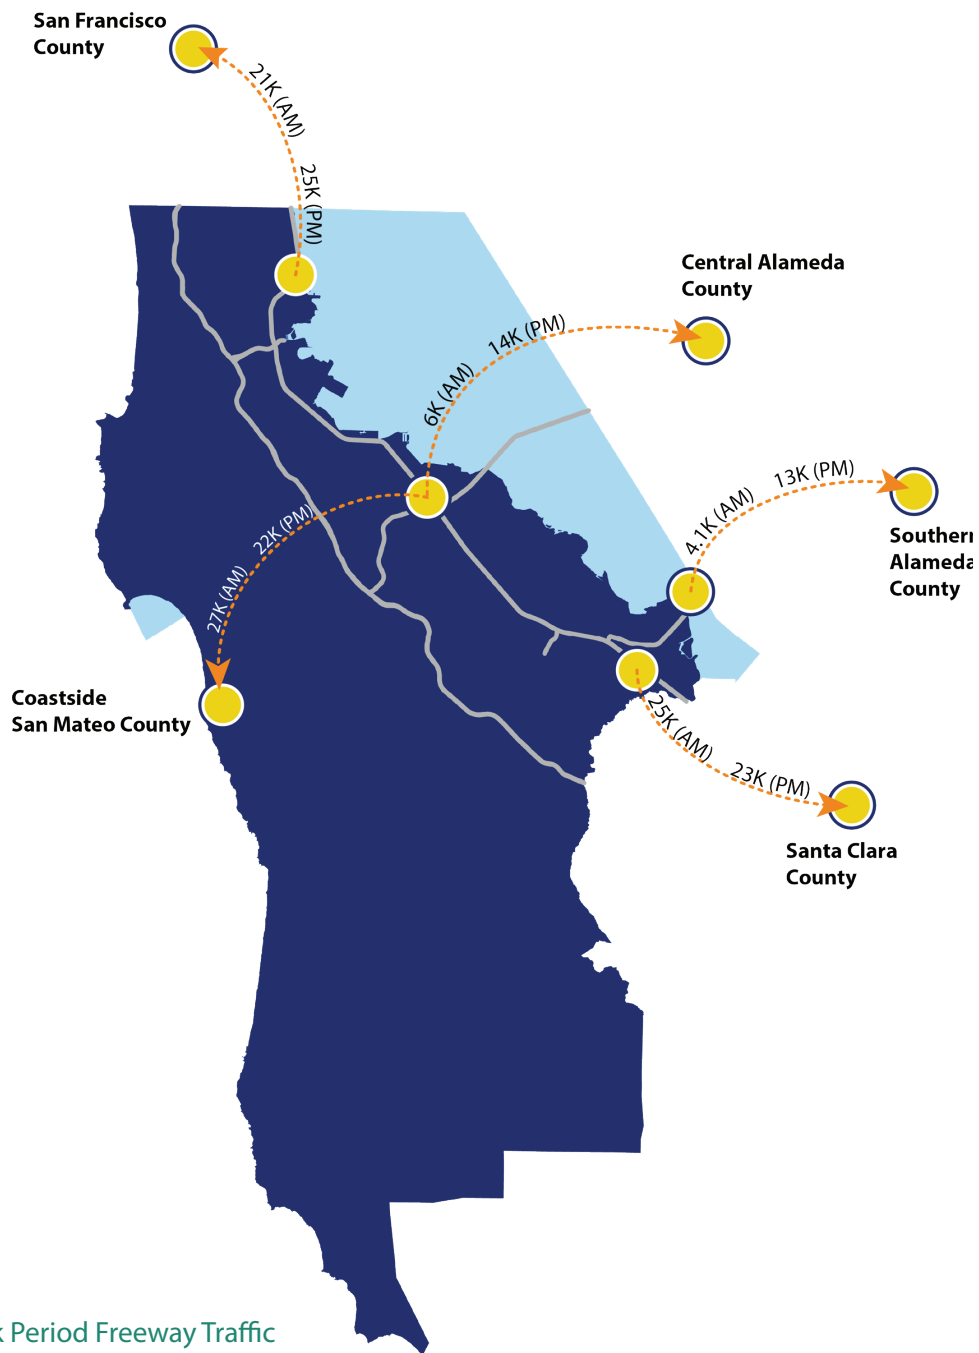 San Francisco
County
21K (AM)
25K (PM)
Central Alameda
County
14K (PM)
6K (AM)
13K (PM)
4.1K (AM)
Southern
Alameda
County
22K (PM)
27K (AM)
Coastside
San Mateo County
25K (AM)
23K (PM)
Santa Clara
County
k Period Freeway Traffic